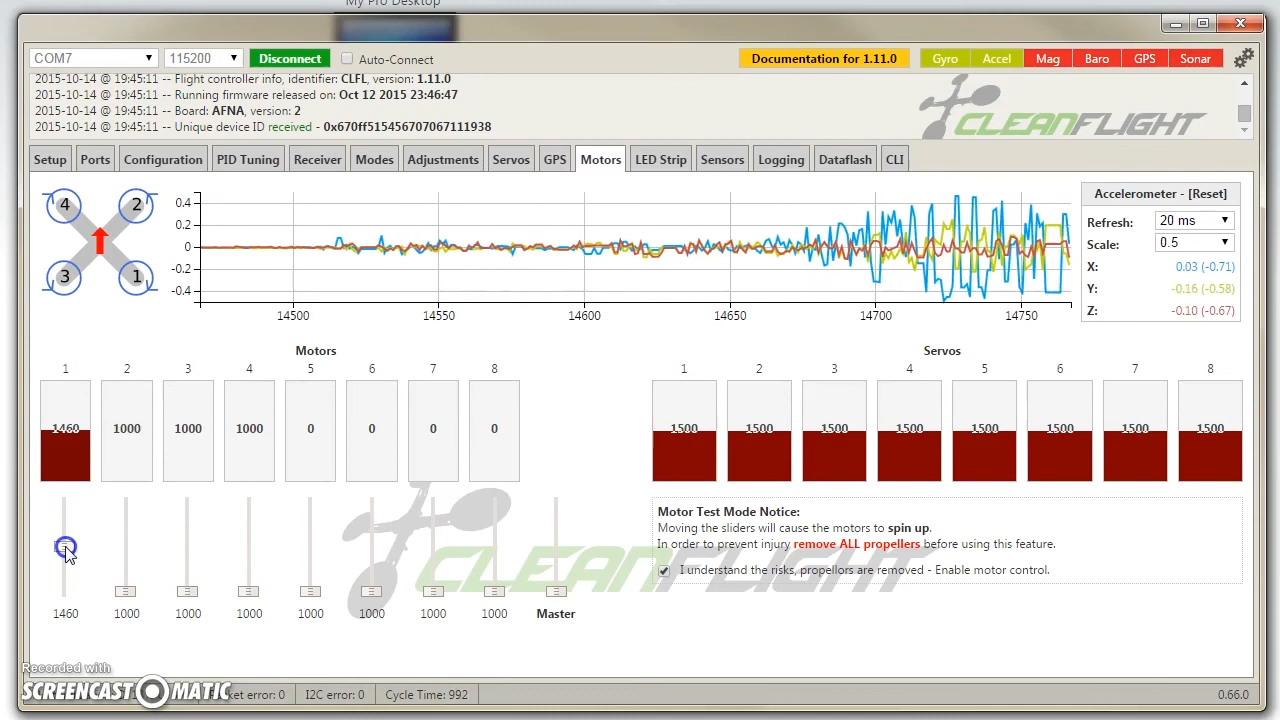 My Pro Desktop
COM7
115200
Disconnect
Auto-Connect
Documentation for 1.11.0
Gyro
Accel
Mag
Baro
GPS
Sonar
2015-10-14 @ 19:45:11 -- Flight controller info, identifier: CLFL, version: 1.11.0
2015-10-14 @ 19:45:11 -- Running firmware released on: Oct 12 2015 23:46:47
2015-10-14 @ 19:45:11 -- Board: AFNA, version: 2
2015-10-14 @ 19:45:11 -- Unique device ID received - 0x670ff515456707067111938
CLEANFLIGHT
Setup
Ports
Configuration
PID Tuning
Receiver
Modes
Adjustments
Servos
GPS
Motors
LED Strip
Sensors
Logging
Dataflash
CLI
4
2
3
1
0.4
0.2
0
-0.2
-0.4
14500
14550
14600
14650
14700
14750
Accelerometer - [Reset]
Refresh: 20 ms
Scale: 0.5
X: 0.03 (-0.71)
Y: -0.16 (-0.58)
Z: -0.10 (-0.67)
Motors
1 2 3 4 5 6 7 8
1460 1000 1000 1000 0 0 0 0
1460 1000 1000 1000 1000 1000 1000 1000 Master
Servos
1 2 3 4 5 6 7 8
1500 1500 1500 1500 1500 1500 1500 1500
Motor Test Mode Notice:
Moving the sliders will cause the motors to spin up.
In order to prevent injury remove ALL propellers before using this feature.
I understand the risks, propellors are removed - Enable motor control.
CLEANFLIGHT
Recorded with
SCREENCAST-O-MATIC
error: 0
I2C error: 0
Cycle Time: 992
0.66.0